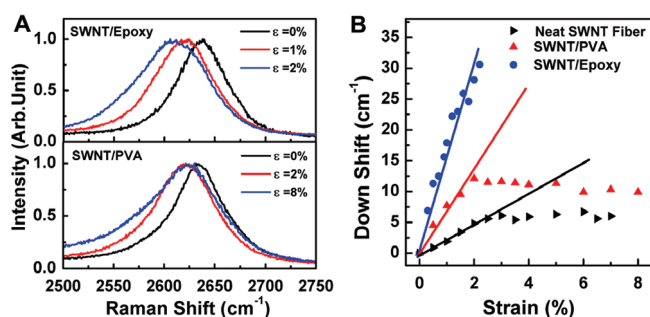 A
SWNT/Epoxy
ε =0%
ε =1%
ε =2%
1.0
0.5
0.0
SWNT/PVA
ε =0%
ε =2%
ε =8%
1.0
0.5
0.0
Intensity (Arb.Unit)
2500 2550 2600 2650 2700 2750
Raman Shift (cm-1)
B
Neat SWNT Fiber
SWNT/PVA
SWNT/Epoxy
35
30
25
20
15
10
5
0
Down Shift (cm-1)
0 2 4 6 8
Strain (%)